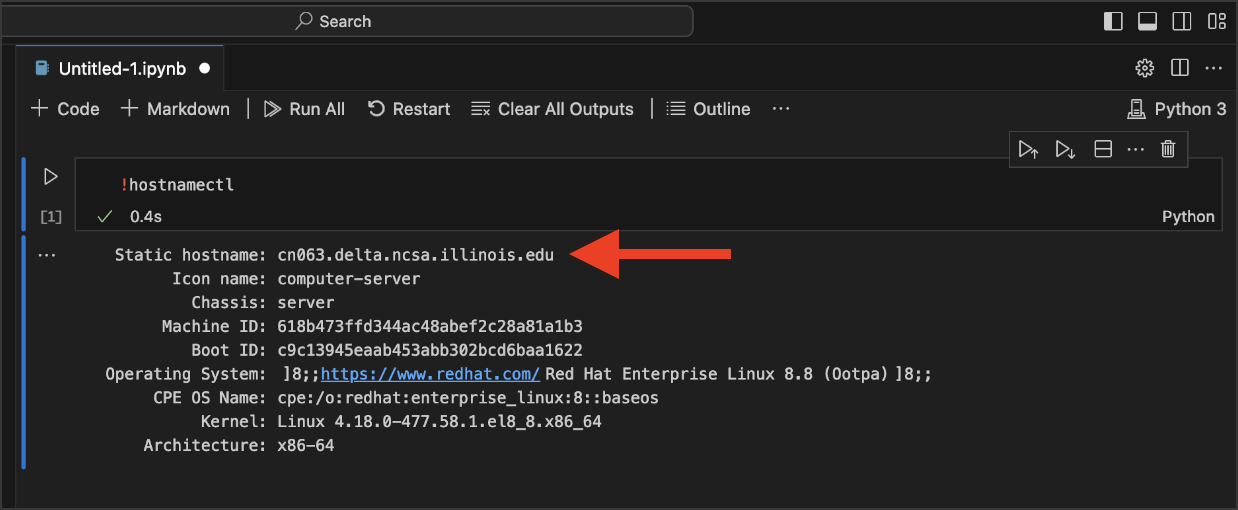 Search
Untitled-1.ipynb
Code Markdown Run All Restart Clear All Outputs Outline ... Python 3
!hostnamectl
[1] 0.4s Python
Static hostname: cn063.delta.ncsa.illinois.edu
Icon name: computer-server
Chassis: server
Machine ID: 618b473ffd344ac48abef2c28a81a1b3
Boot ID: c9c13945eaab453abb302bcd6baa1622
Operating System: ]8;;https://www.redhat.com/ Red Hat Enterprise Linux 8.8 (Ootpa)]8;;
CPE OS Name: cpe:/o:redhat:enterprise_linux:8::baseos
Kernel: Linux 4.18.0-477.58.1.el8_8.x86_64
Architecture: x86-64